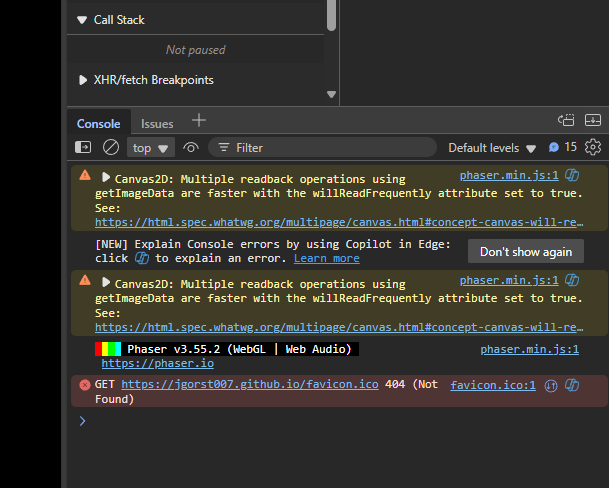 Call Stack
Not paused
XHR/fetch Breakpoints
Console Issues
top Filter Default levels 15
Canvas2D: Multiple readback operations using phaser.min.js:1
getImageData are faster with the willReadFrequently attribute set to true.
See:
https://html.spec.whatwg.org/multipage/canvas.html#concept-canvas-will-re…
[NEW] Explain Console errors by using Copilot in Edge: Don't show again
click to explain an error. Learn more
Canvas2D: Multiple readback operations using phaser.min.js:1
getImageData are faster with the willReadFrequently attribute set to true.
See:
https://html.spec.whatwg.org/multipage/canvas.html#concept-canvas-will-re…
Phaser v3.55.2 (WebGL | Web Audio) phaser.min.js:1
https://phaser.io
GET https://jgorst007.github.io/favicon.ico 404 (Not favicon.ico:1
Found)